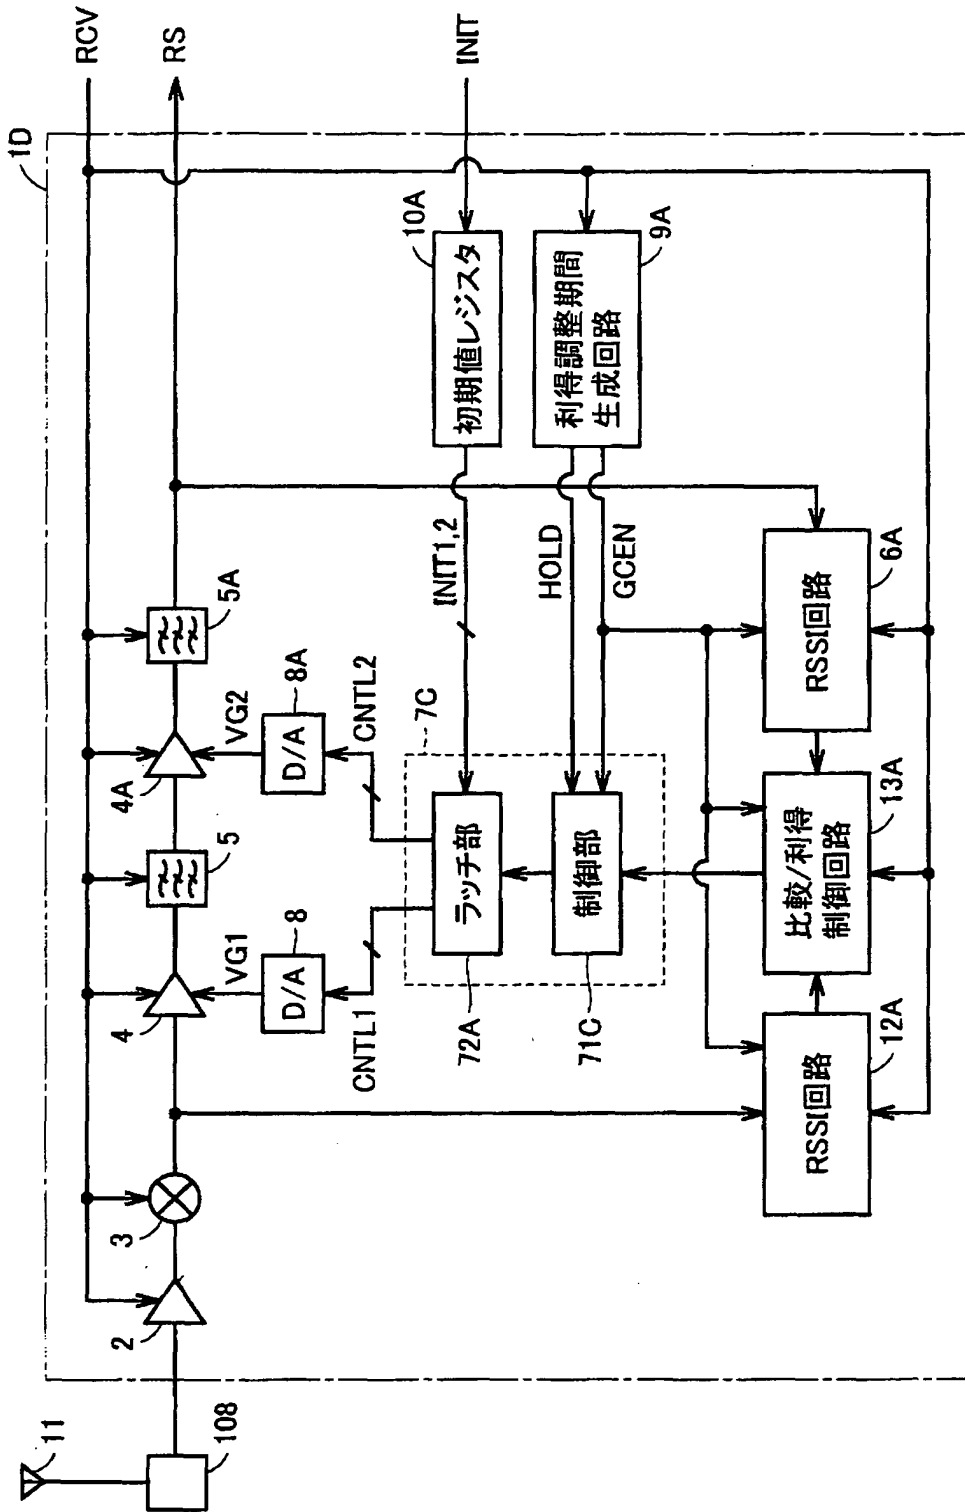 1D
RCV
RS
INIT
11
108
2
3
4
5
4A
5A
VG1
VG2
D/A
8
D/A
8A
CNTL1
CNTL2
7C
INIT1,2
初期値レジスタ
10A
HOLD
GCEN
利得調整期間
生成回路
9A
ラッチ部
72A
制御部
71C
RSSI回路
12A
比較/利得
制御回路
13A
RSSI回路
6A